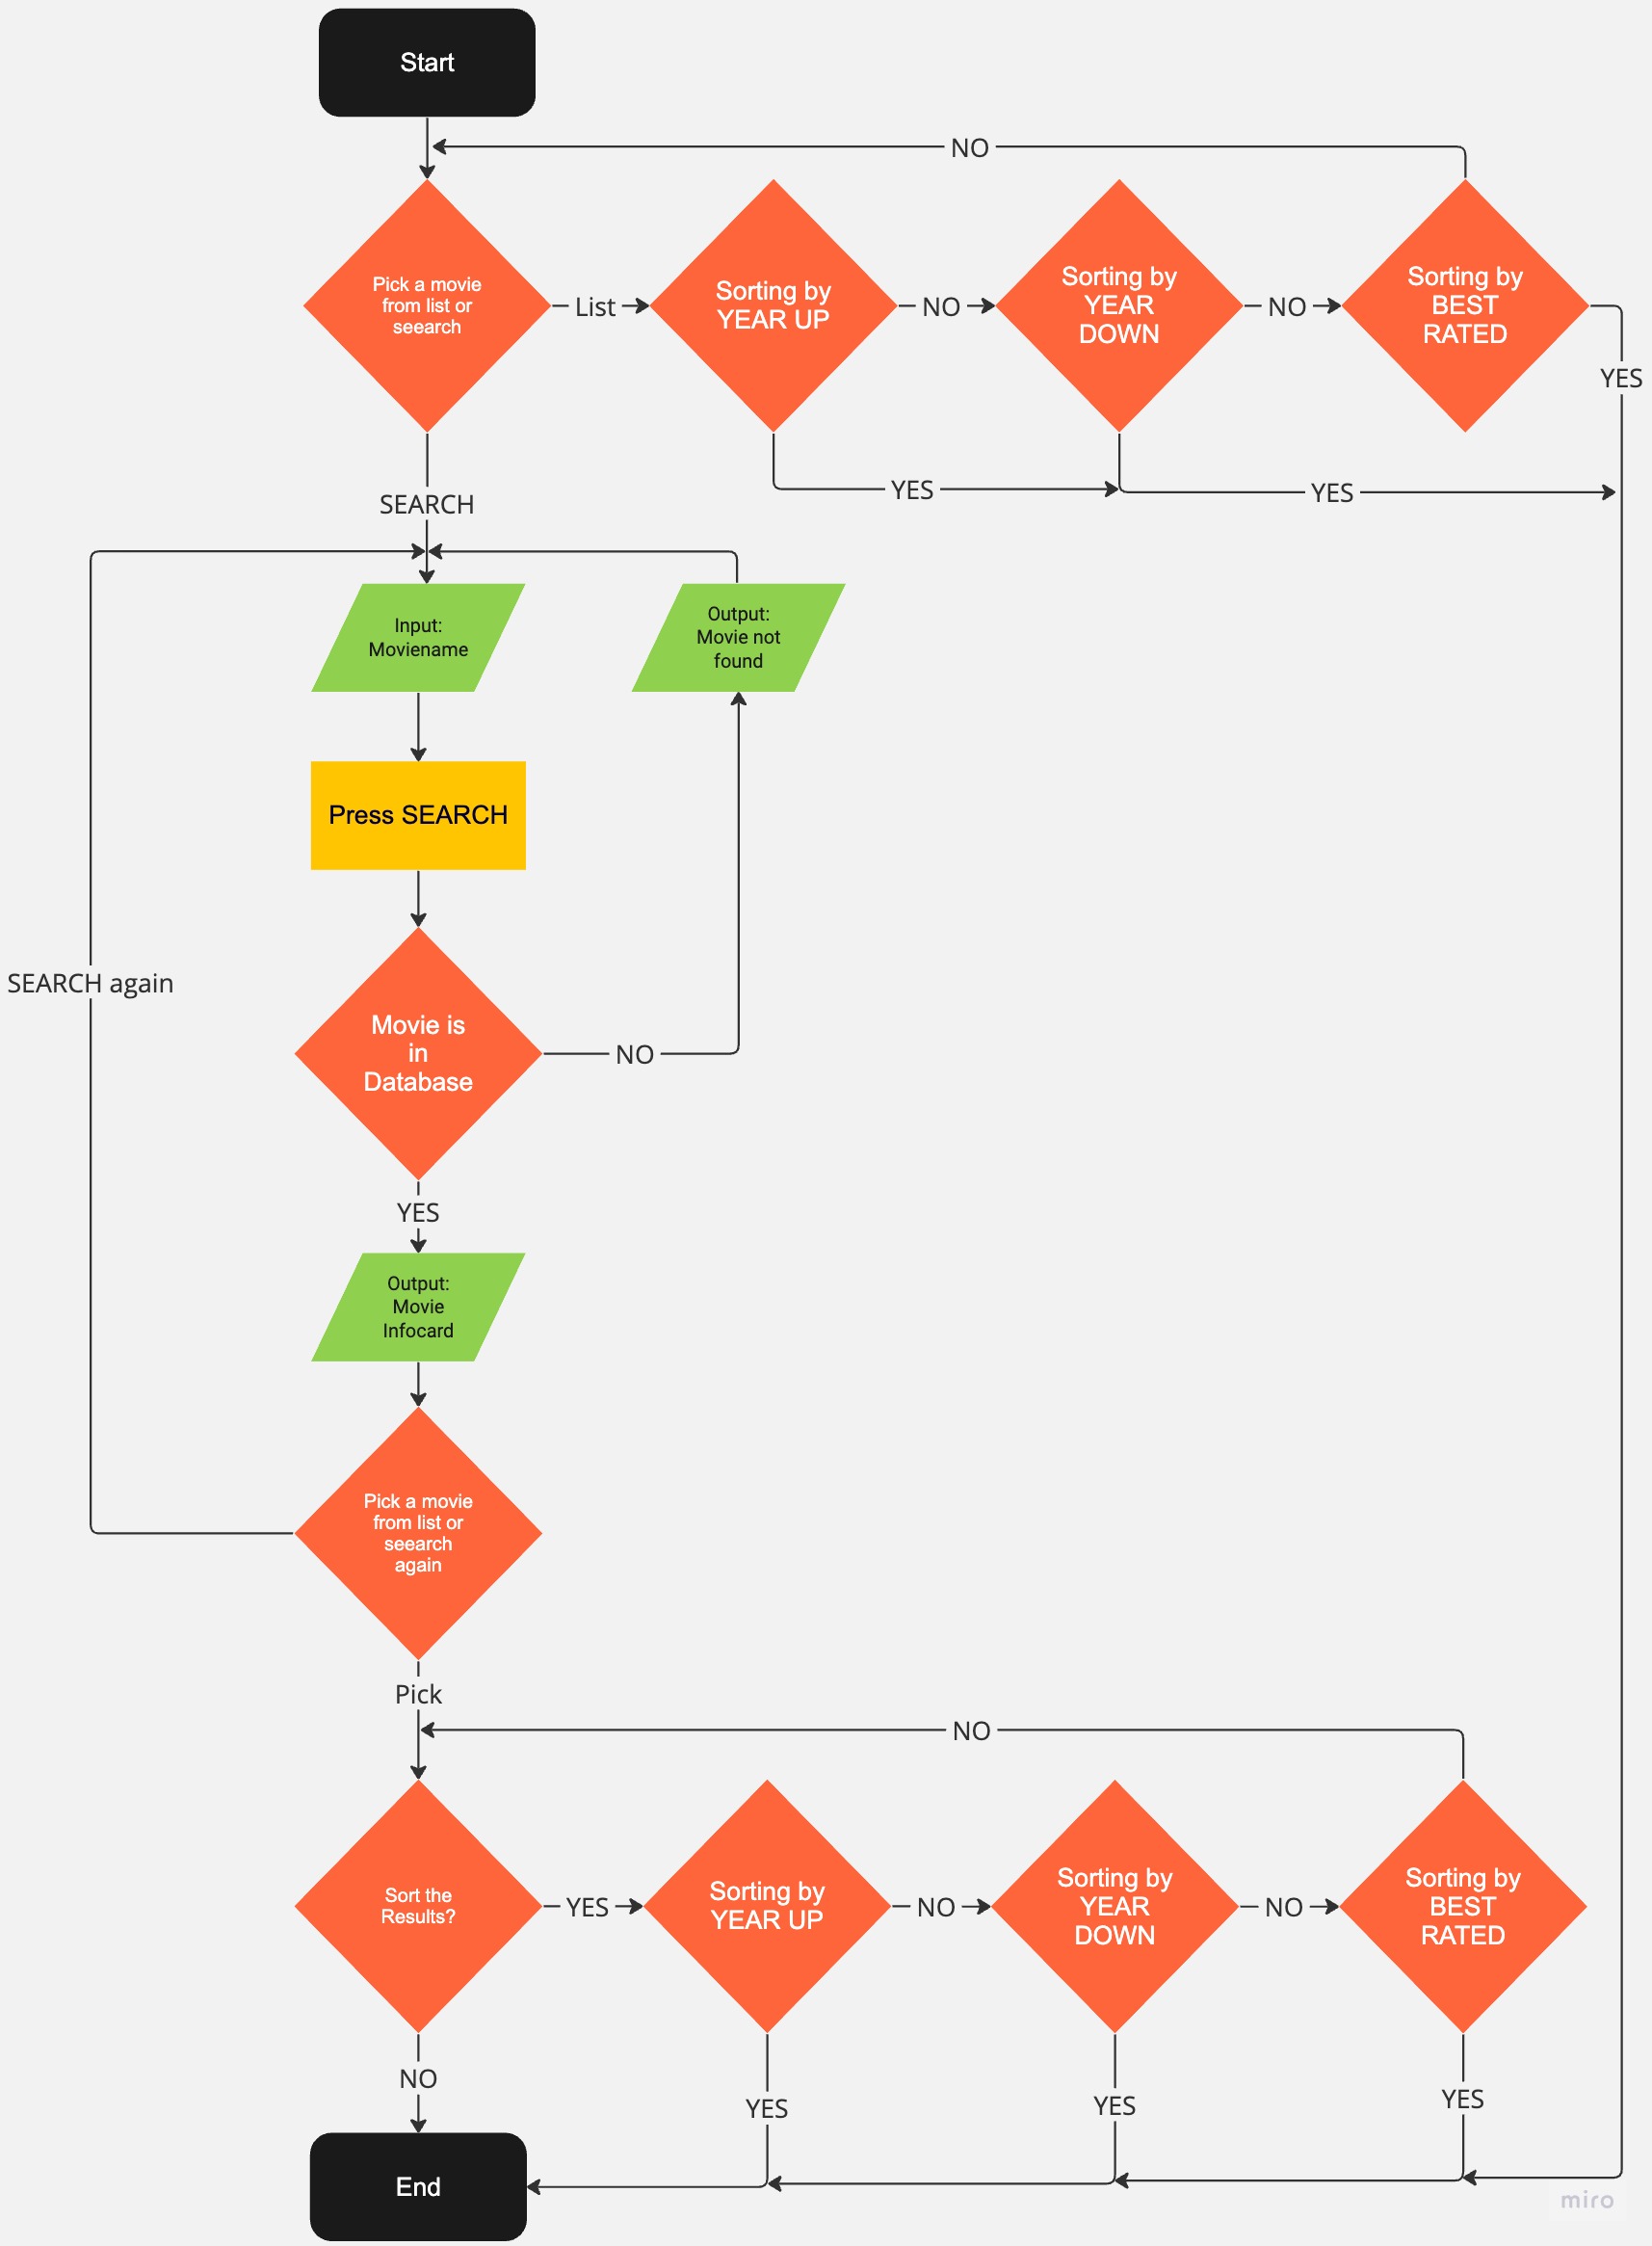 Start
NO
Pick a movie
from list or
seearch
List
Sorting by
YEAR UP
NO
Sorting by
YEAR
DOWN
NO
Sorting by
BEST
RATED
YES
YES
YES
SEARCH
Input:
Moviename
Output:
Movie not
found
Press SEARCH
SEARCH again
Movie is
in
Database
NO
YES
Output:
Movie
Infocard
Pick a movie
from list or
seearch
again
Pick
NO
Sort the
Results?
YES
Sorting by
YEAR UP
NO
Sorting by
YEAR
DOWN
NO
Sorting by
BEST
RATED
NO
YES
YES
YES
End
miro